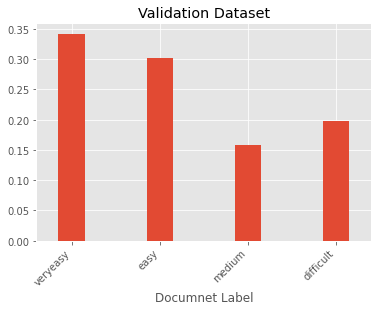 Validation Dataset
0.35
0.30
0.25
0.20
0.15
0.10
0.05
0.00
veryeasy
easy
medium
difficult
Documnet Label